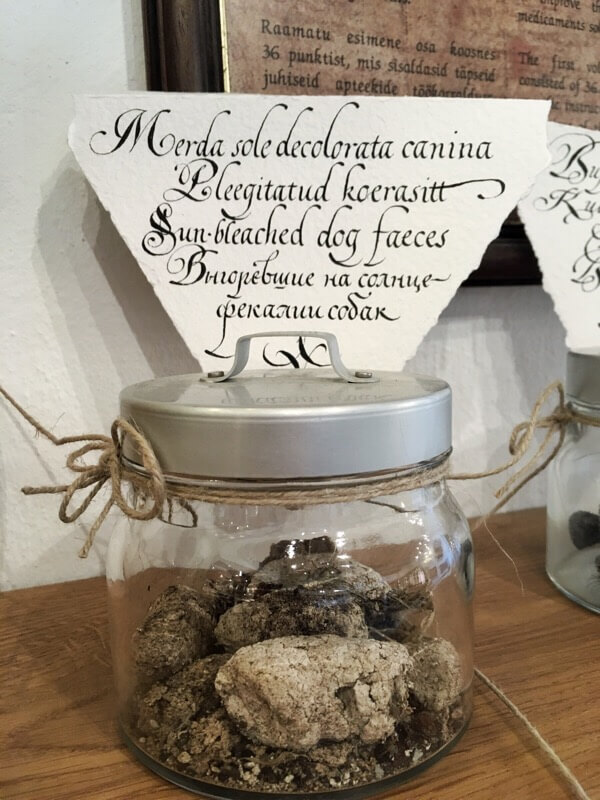 Raamatu esimene osa koosnes
36 punktist, mis sisaldasid täpseid
juhiseid apteekide
medicaments
The first
consisted of 36
Merda sole decolorata canina
Pleegitatud koerasitt
Sun-bleached dog faeces
Выгоревшие на солнце-
фекалии собак